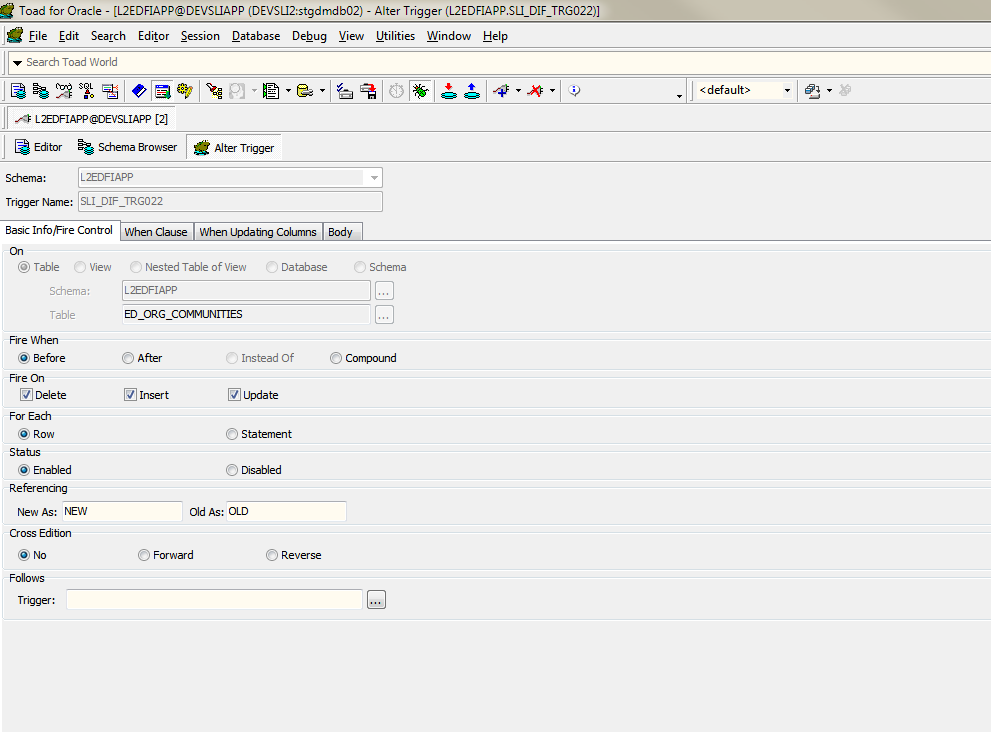 Toad for Oracle - [L2EDFIAPP@DEVSLIAPP (DEVSLI2:stgdmdb02) - Alter Trigger (L2EDFIAPP.SLI_DIF_TRG022)]
File Edit Search Editor Session Database Debug View Utilities Window Help
Search Toad World
SQL <default>
L2EDFIAPP@DEVSLIAPP [2]
Editor Schema Browser Alter Trigger
Schema: L2EDFIAPP
Trigger Name: SLI_DIF_TRG022
Basic Info/Fire Control When Clause When Updating Columns Body
On
Table View Nested Table of View Database Schema
Schema: L2EDFIAPP ...
Table ED_ORG_COMMUNITIES ...
Fire When
Before After Instead Of Compound
Fire On
Delete Insert Update
For Each
Row Statement
Status
Enabled Disabled
Referencing
New As: NEW Old As: OLD
Cross Edition
No Forward Reverse
Follows
Trigger: ...